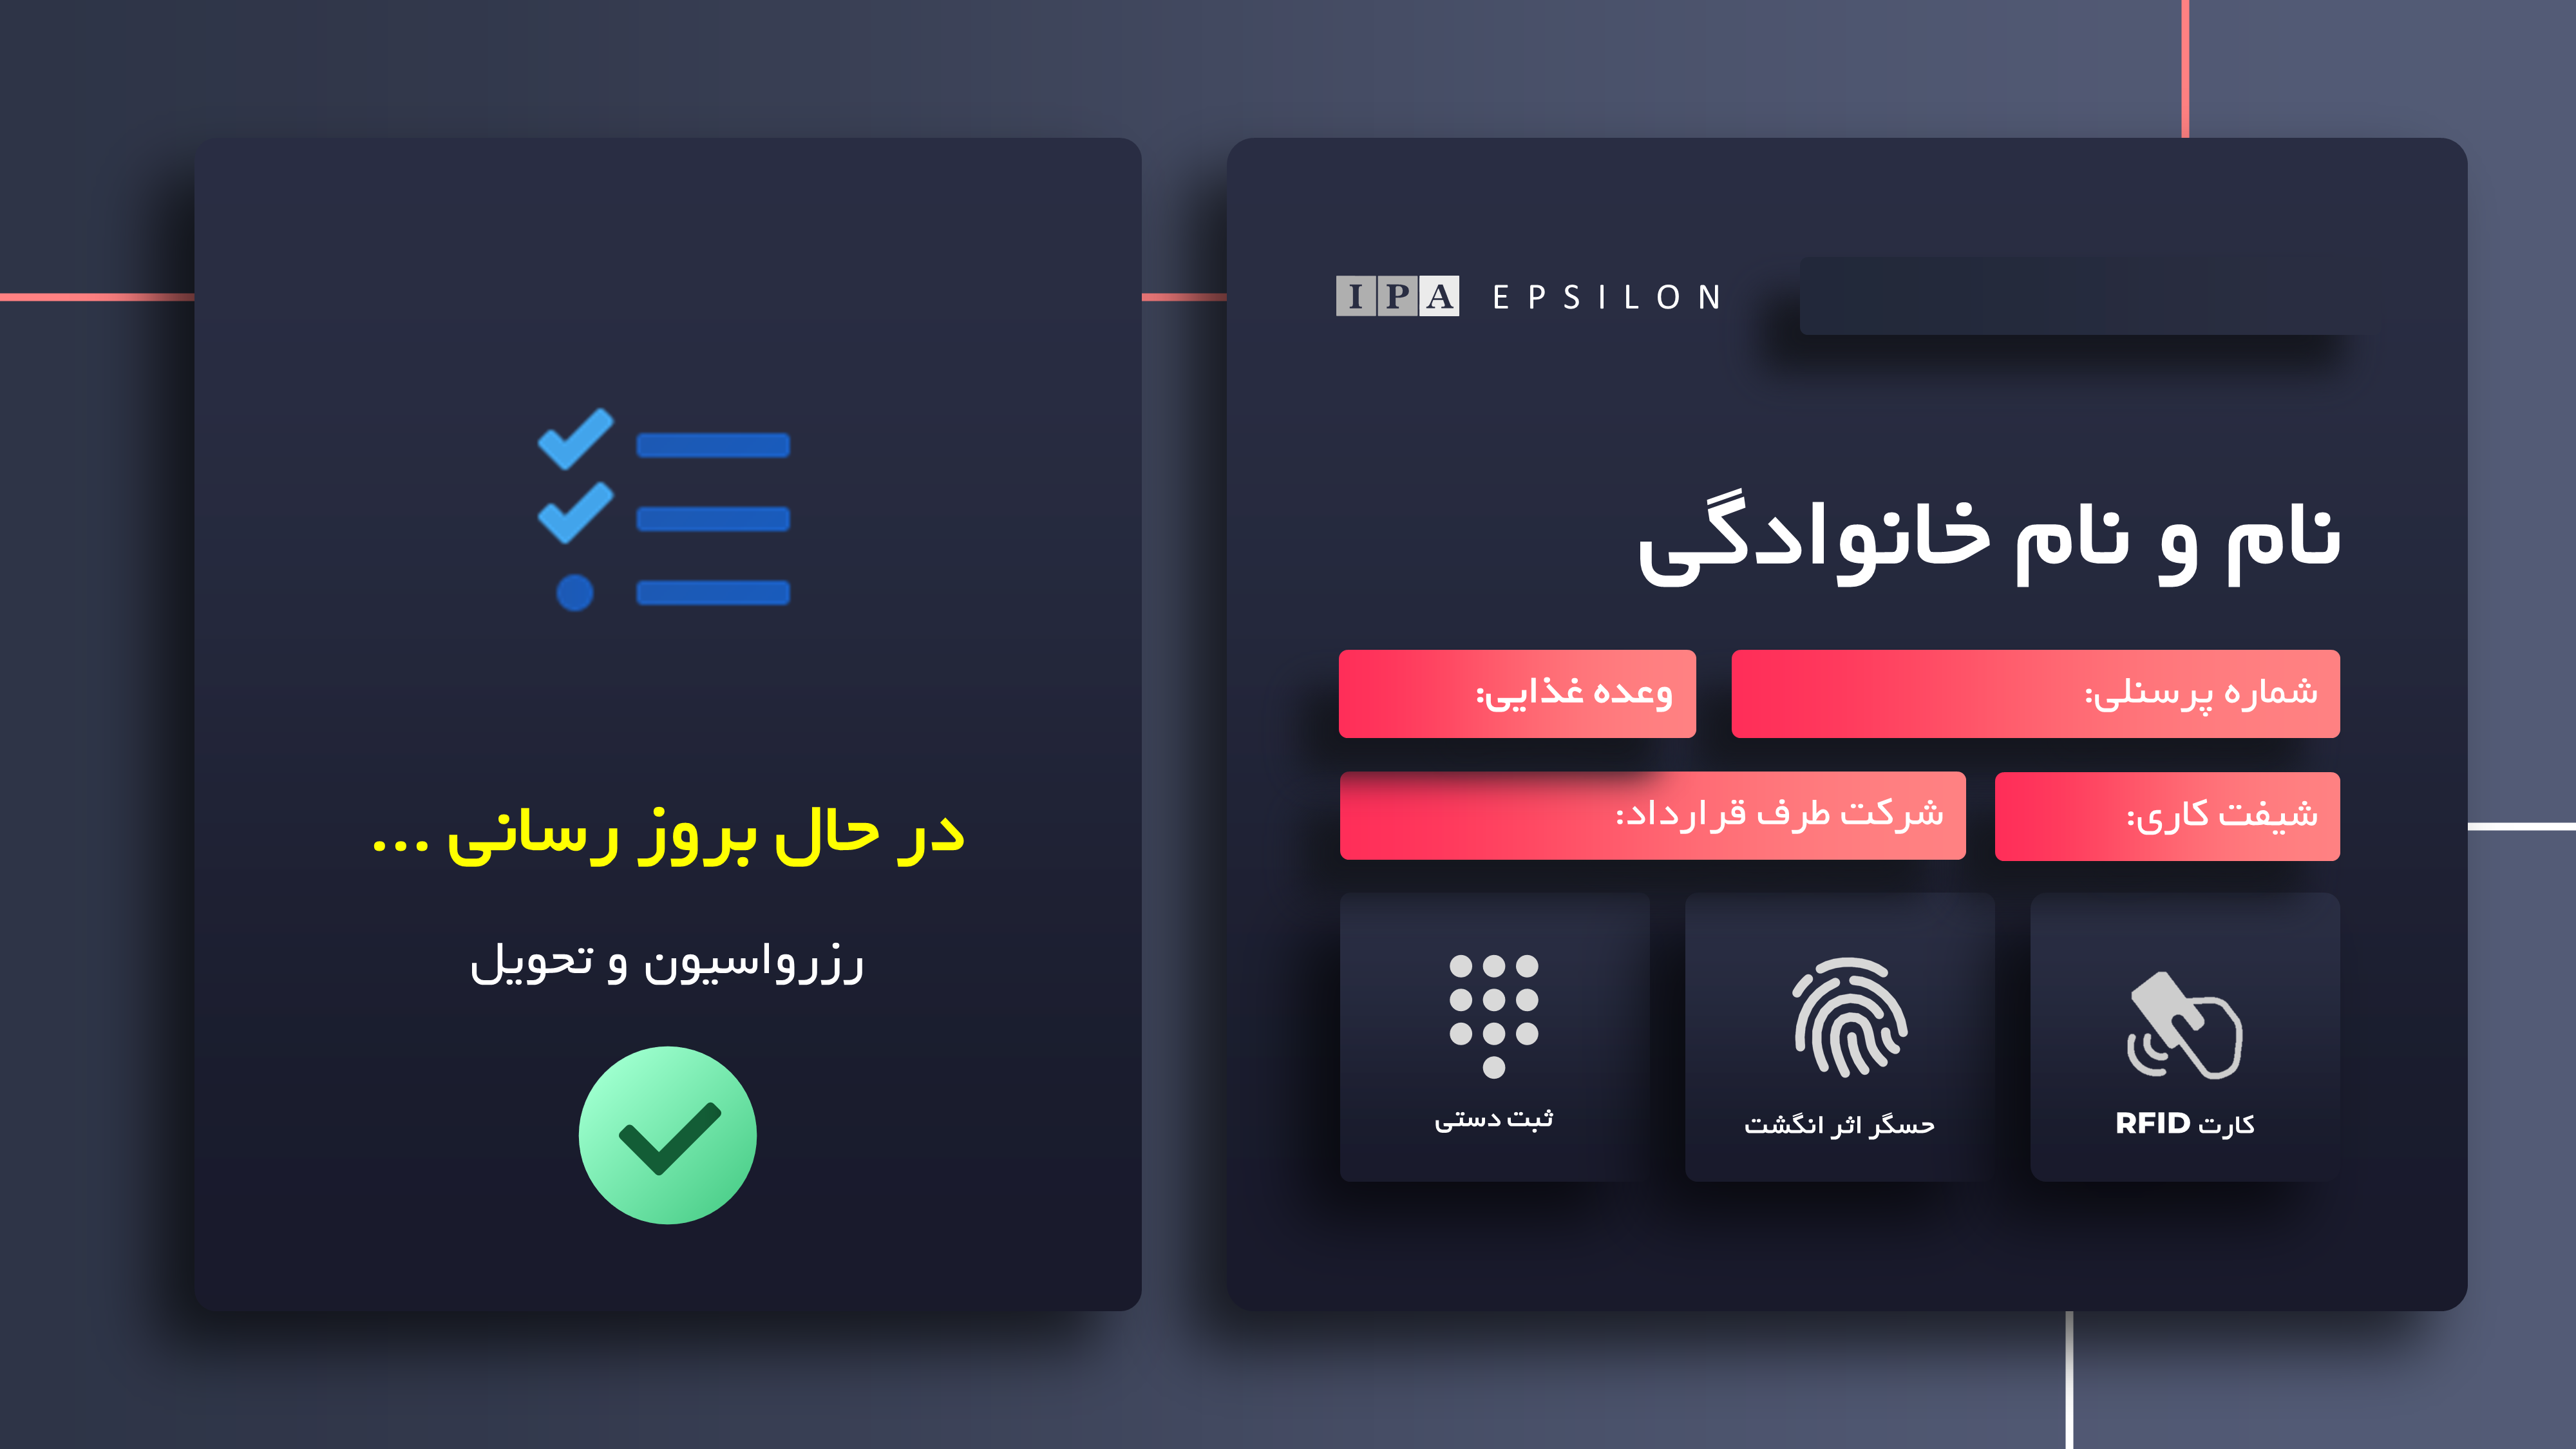 IPA EPSILON
نام و نام خانوادگی
شماره پرسنلی:
وعده غذایی:
شیفت کاری:
شرکت طرف قرارداد:
کارت RFID
حسگر اثر انگشت
ثبت دستی
در حال بروز رسانی ...
رزرواسیون و تحویل